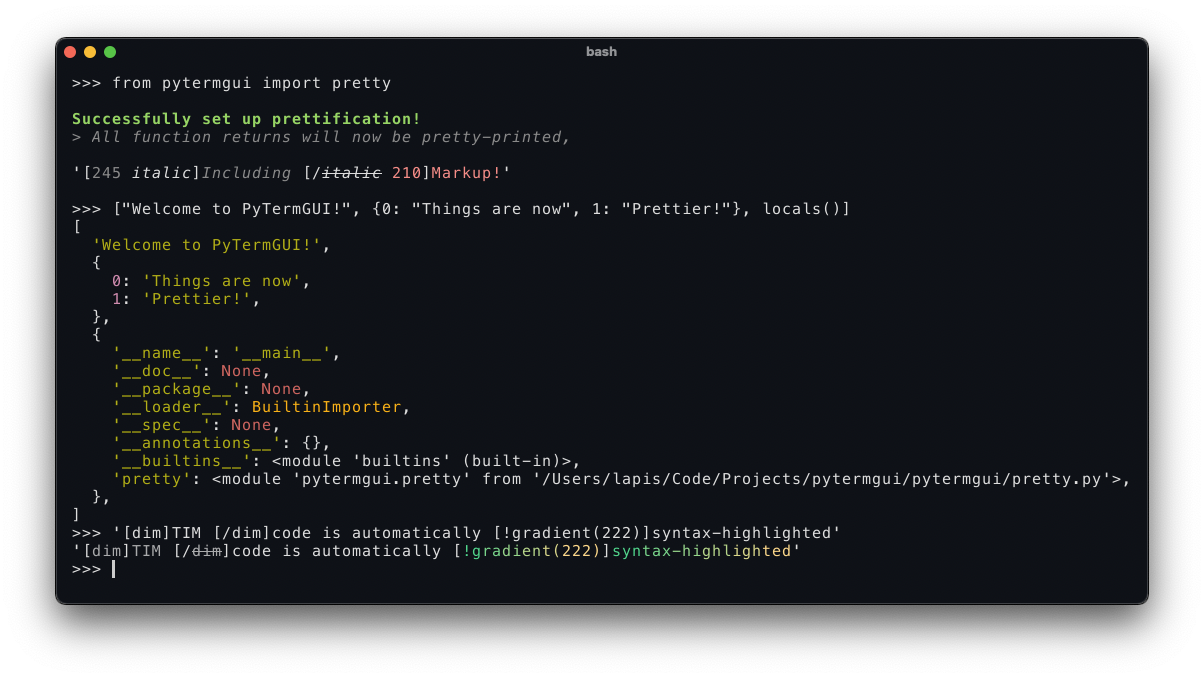 bash
>>> from pytermgui import pretty
Successfully set up prettification!
> All function returns will now be pretty-printed,
'[245 italic]Including [/italic 210]Markup!'
>>> ["Welcome to PyTermGUI!", {0: "Things are now", 1: "Prettier!"}, locals()]
[
  'Welcome to PyTermGUI!',
  {
    0: 'Things are now',
    1: 'Prettier!',
  },
  {
    '__name__': '__main__',
    '__doc__': None,
    '__package__': None,
    '__loader__': BuiltinImporter,
    '__spec__': None,
    '__annotations__': {},
    '__builtins__': <module 'builtins' (built-in)>,
    'pretty': <module 'pytermgui.pretty' from '/Users/lapis/Code/Projects/pytermgui/pytermgui/pretty.py'>,
  },
]
>>> '[dim]TIM [/dim]code is automatically [!gradient(222)]syntax-highlighted'
'[dim]TIM [/dim]code is automatically [!gradient(222)]syntax-highlighted'
>>>